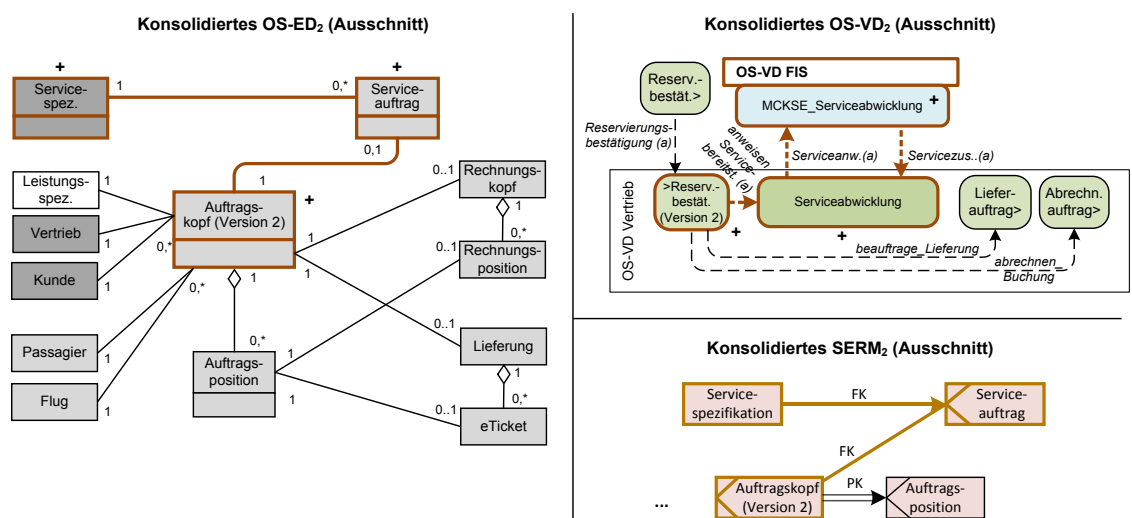 Konsolidiertes OS-ED₂ (Ausschnitt)
+
+
Service-
spez.
1
0,*
Service-
auftrag
0,1
1
Leistungs-
spez.
1
Vertrieb
1
Kunde
1
0,*
Auftrags-
kopf (Version 2)
+
0..1
Rechnungs-
kopf
1
1
0,*
Rechnungs-
position
1
0,*
1
Passagier
1
Flug
1
0,*
Auftrags-
position
1
1
0..1
Lieferung
1
0..1
0,*
eTicket
Konsolidiertes OS-VD₂ (Ausschnitt)
Reserv.-
bestät.>
OS-VD FIS
MCKSE_Serviceabwicklung
+
Reservierungs-
bestätigung (a)
anweisen
Service-
bereitst. (a)
Serviceanw.(a)
Servicezus..(a)
OS-VD Vertrieb
>Reserv.-
bestät.
(Version 2)
+
Serviceabwicklung
+
Liefer-
auftrag>
Abrechn.
auftrag>
beauftrage_Lieferung
abrechnen_
Buchung
Konsolidiertes SERM₂ (Ausschnitt)
Service-
spezifikation
FK
Service-
auftrag
FK
...
Auftragskopf
(Version 2)
PK
Auftrags-
position